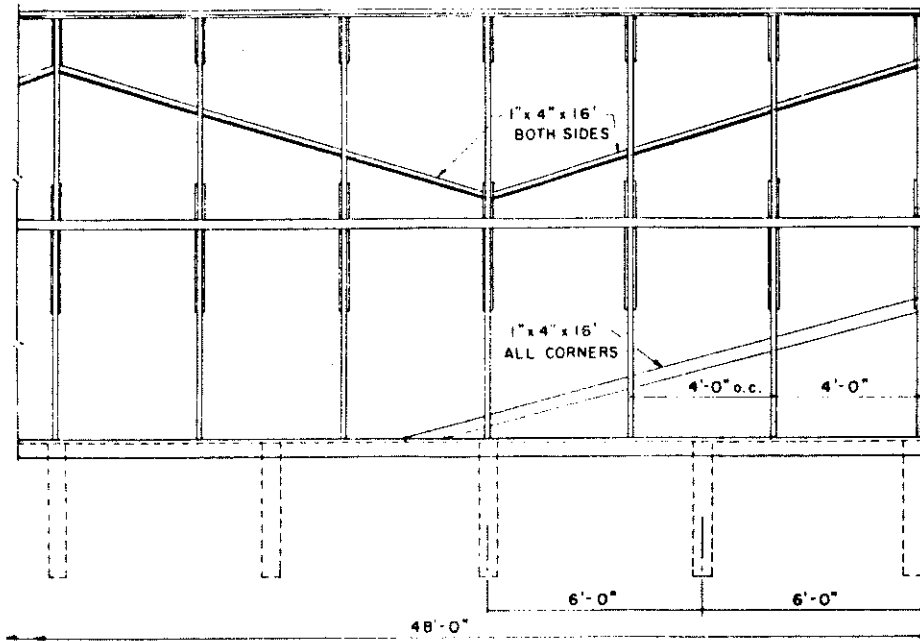 1" x 4" x 16'
BOTH SIDES
1" x 4" x 16'
ALL CORNERS
4'-0" o.c.
4'-0"
6'-0"
6'-0"
48'-0"